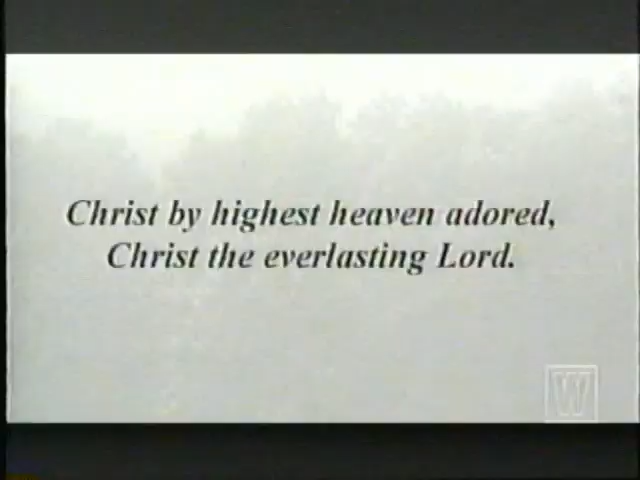 Christ by highest heaven adored,
Christ the everlasting Lord.
W